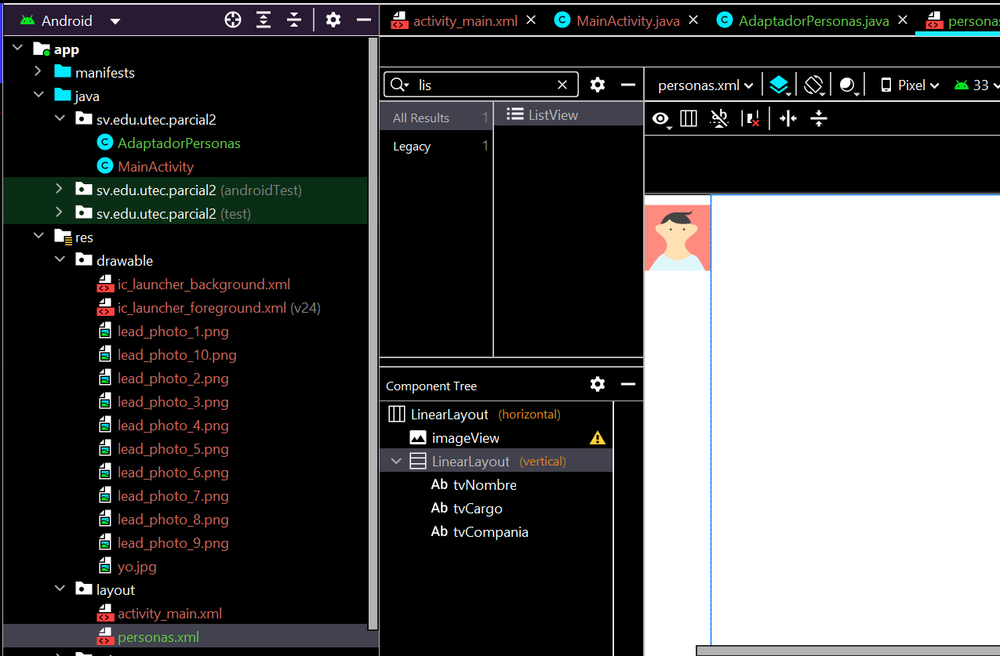 Android
activity_main.xml
MainActivity.java
AdaptadorPersonas.java
app
manifests
java
sv.edu.utec.parcial2
AdaptadorPersonas
MainActivity
sv.edu.utec.parcial2 (androidTest)
sv.edu.utec.parcial2 (test)
res
drawable
ic_launcher_background.xml
ic_launcher_foreground.xml (v24)
lead_photo_1.png
lead_photo_10.png
lead_photo_2.png
lead_photo_3.png
lead_photo_4.png
lead_photo_5.png
lead_photo_6.png
lead_photo_7.png
lead_photo_8.png
lead_photo_9.png
yo.jpg
layout
activity_main.xml
personas.xml
lis
All Results 1
Legacy 1
ListView
personas.xml
Pixel
33
Component Tree
LinearLayout (horizontal)
imageView
LinearLayout (vertical)
Ab tvNombre
Ab tvCargo
Ab tvCompania